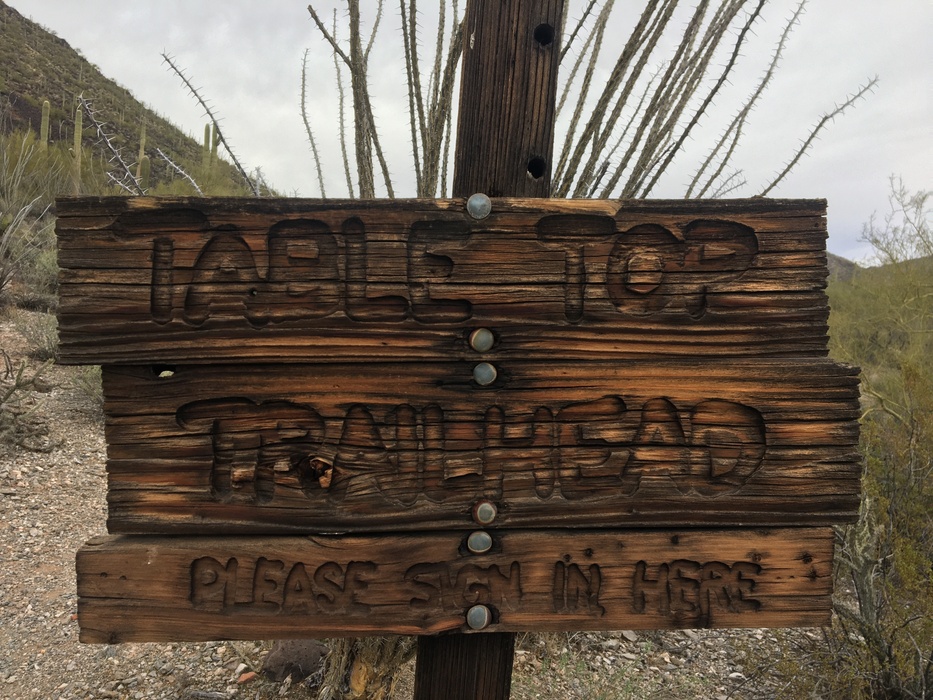 TABLE TOP
TRAILHEAD
PLEASE SIGN IN HERE